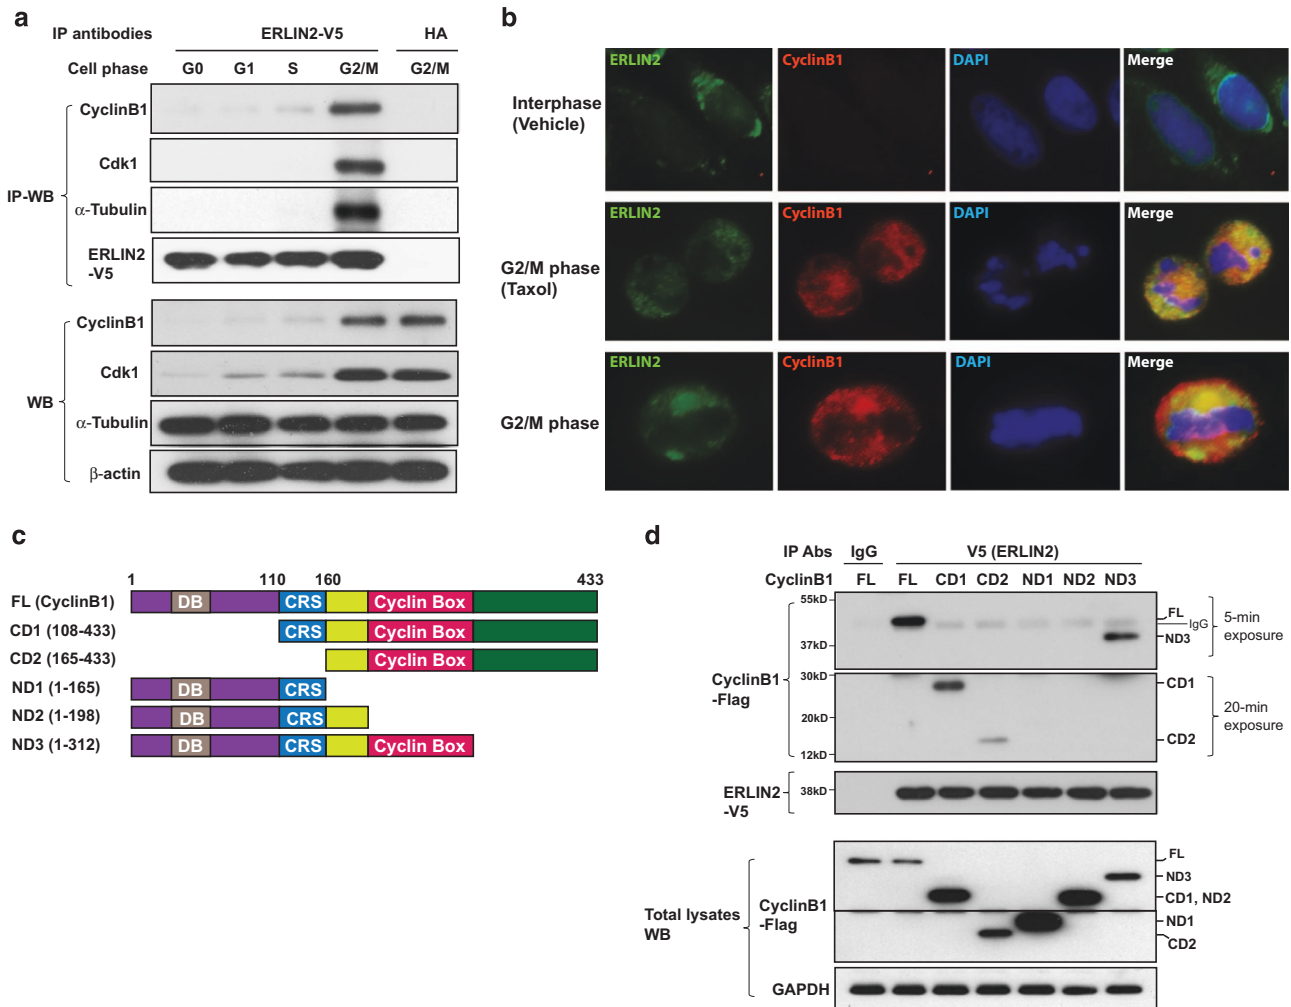 a
IP antibodies ERLIN2-V5 HA
Cell phase G0 G1 S G2/M G2/M
IP-WB
CyclinB1
Cdk1
α-Tubulin
ERLIN2
-V5
WB
CyclinB1
Cdk1
α-Tubulin
β-actin
b
Interphase
(Vehicle)
ERLIN2 CyclinB1 DAPI Merge
G2/M phase
(Taxol)
ERLIN2 CyclinB1 DAPI Merge
G2/M phase
ERLIN2 CyclinB1 DAPI Merge
c
1 110 160 433
FL (CyclinB1) DB CRS Cyclin Box
CD1 (108-433) CRS Cyclin Box
CD2 (165-433) Cyclin Box
ND1 (1-165) DB CRS
ND2 (1-198) DB CRS
ND3 (1-312) DB CRS Cyclin Box
d
IP Abs IgG V5 (ERLIN2)
CyclinB1 FL FL CD1 CD2 ND1 ND2 ND3
CyclinB1
-Flag
55kD
37kD
FL
IgG
ND3
5-min
exposure
30kD
20kD
12kD
CD1
CD2
20-min
exposure
ERLIN2
-V5
38kD
Total lysates
WB
CyclinB1
-Flag
FL
ND3
CD1, ND2
ND1
CD2
GAPDH